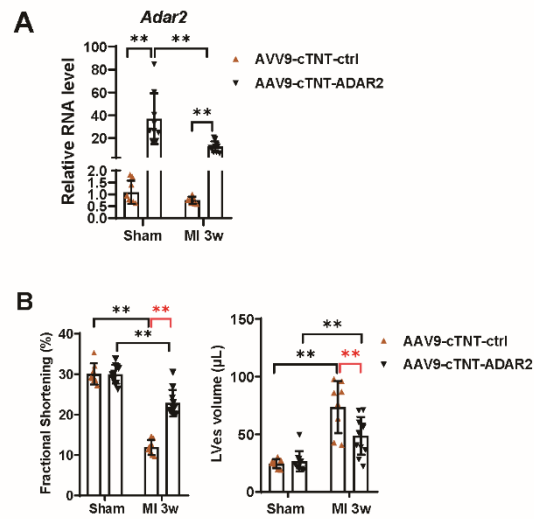 A
Adar2
Relative RNA level
100
80
60
40
20
2.0
1.5
1.0
0.5
0.0
**
**
**
Sham
MI 3w
AVV9-cTNT-ctrl
AAV9-cTNT-ADAR2
B
Fractional Shortening (%)
40
30
20
10
0
**
**
**
Sham
MI 3w
LVes volume (µL)
150
100
50
0
**
**
**
Sham
MI 3w
AAV9-cTNT-ctrl
AAV9-cTNT-ADAR2